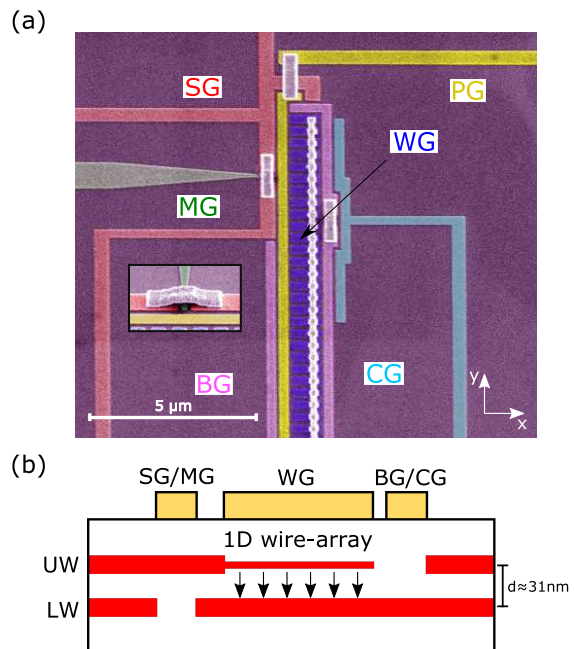 (a)
SG
PG
WG
MG
BG
CG
5 µm
y
x
(b)
SG/MG
WG
BG/CG
1D wire-array
UW
d≈31nm
LW